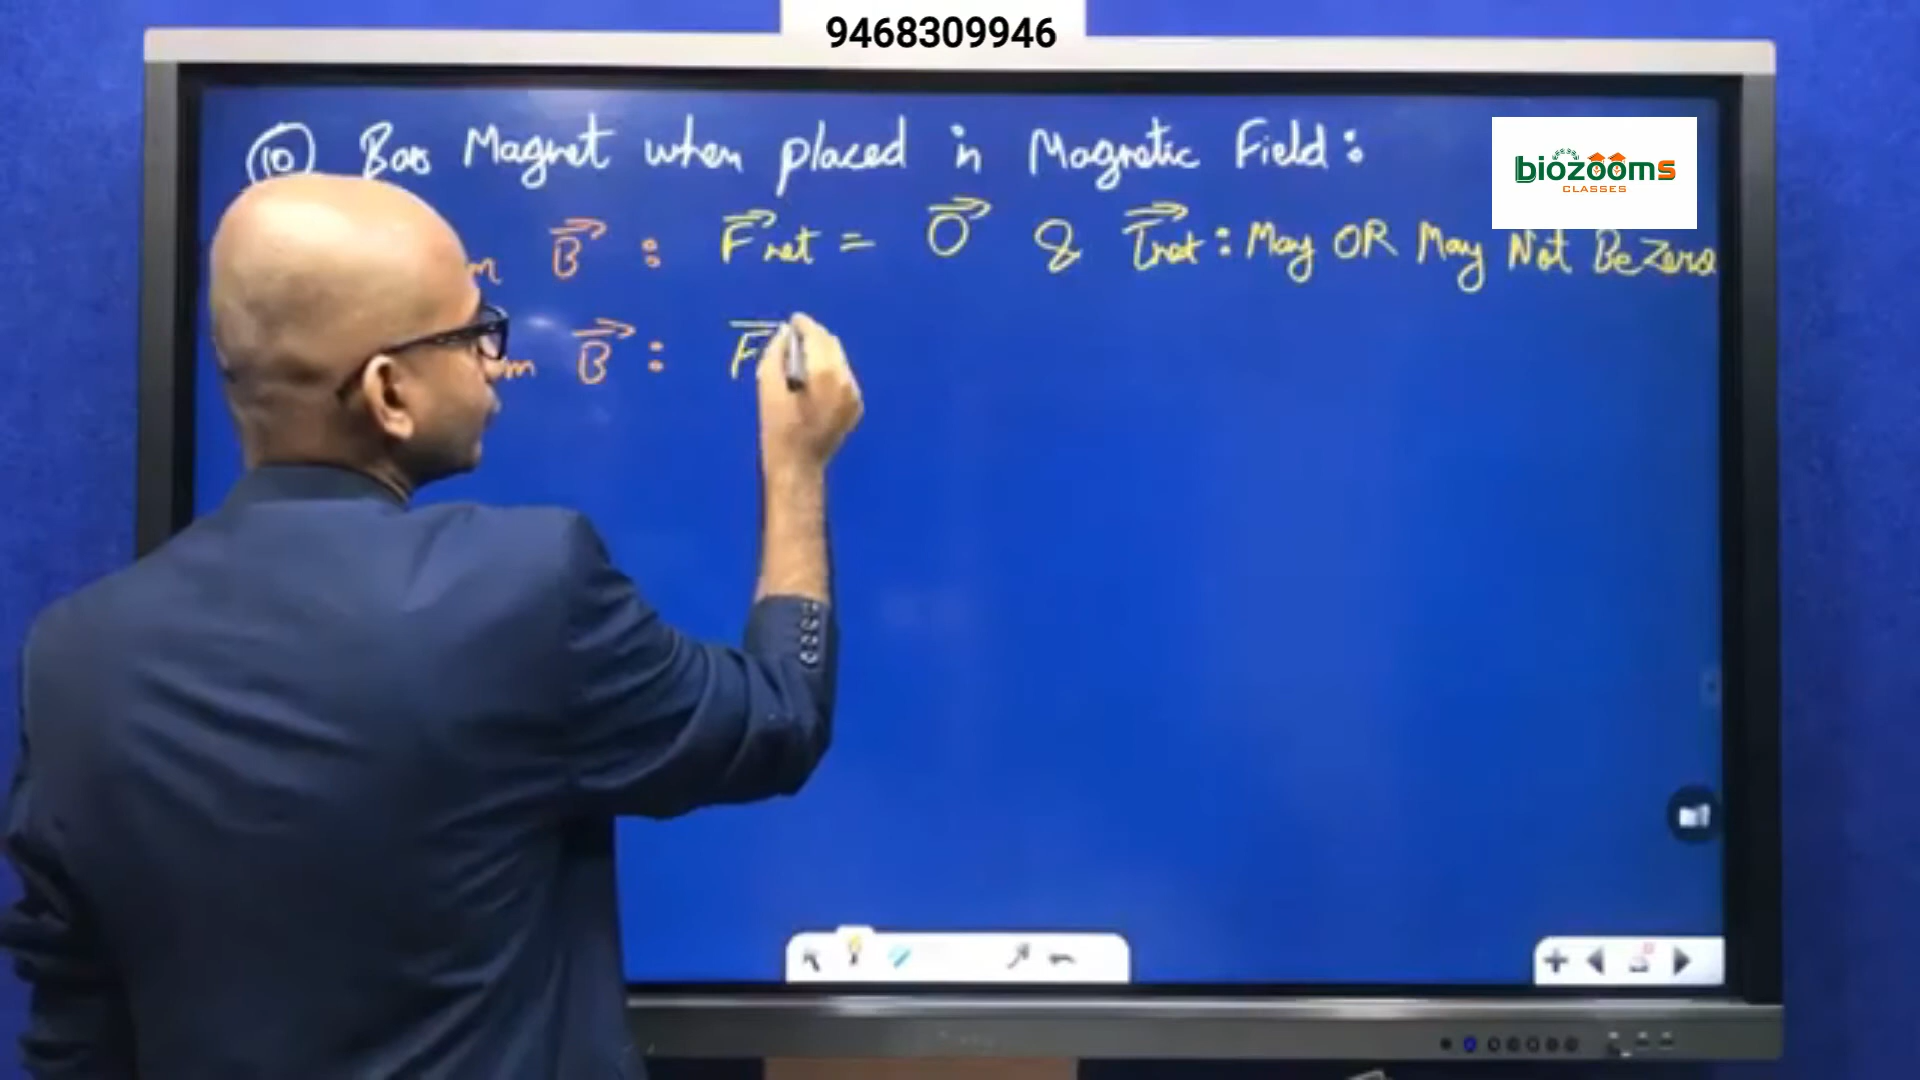 9468309946
⑩ Bar Magnet when placed in Magnetic Field :
biozooms
CLASSES
m B⃗ : F⃗net = 0⃗ & τ⃗net : May OR May Not Be Zero
m B⃗ : F⃗